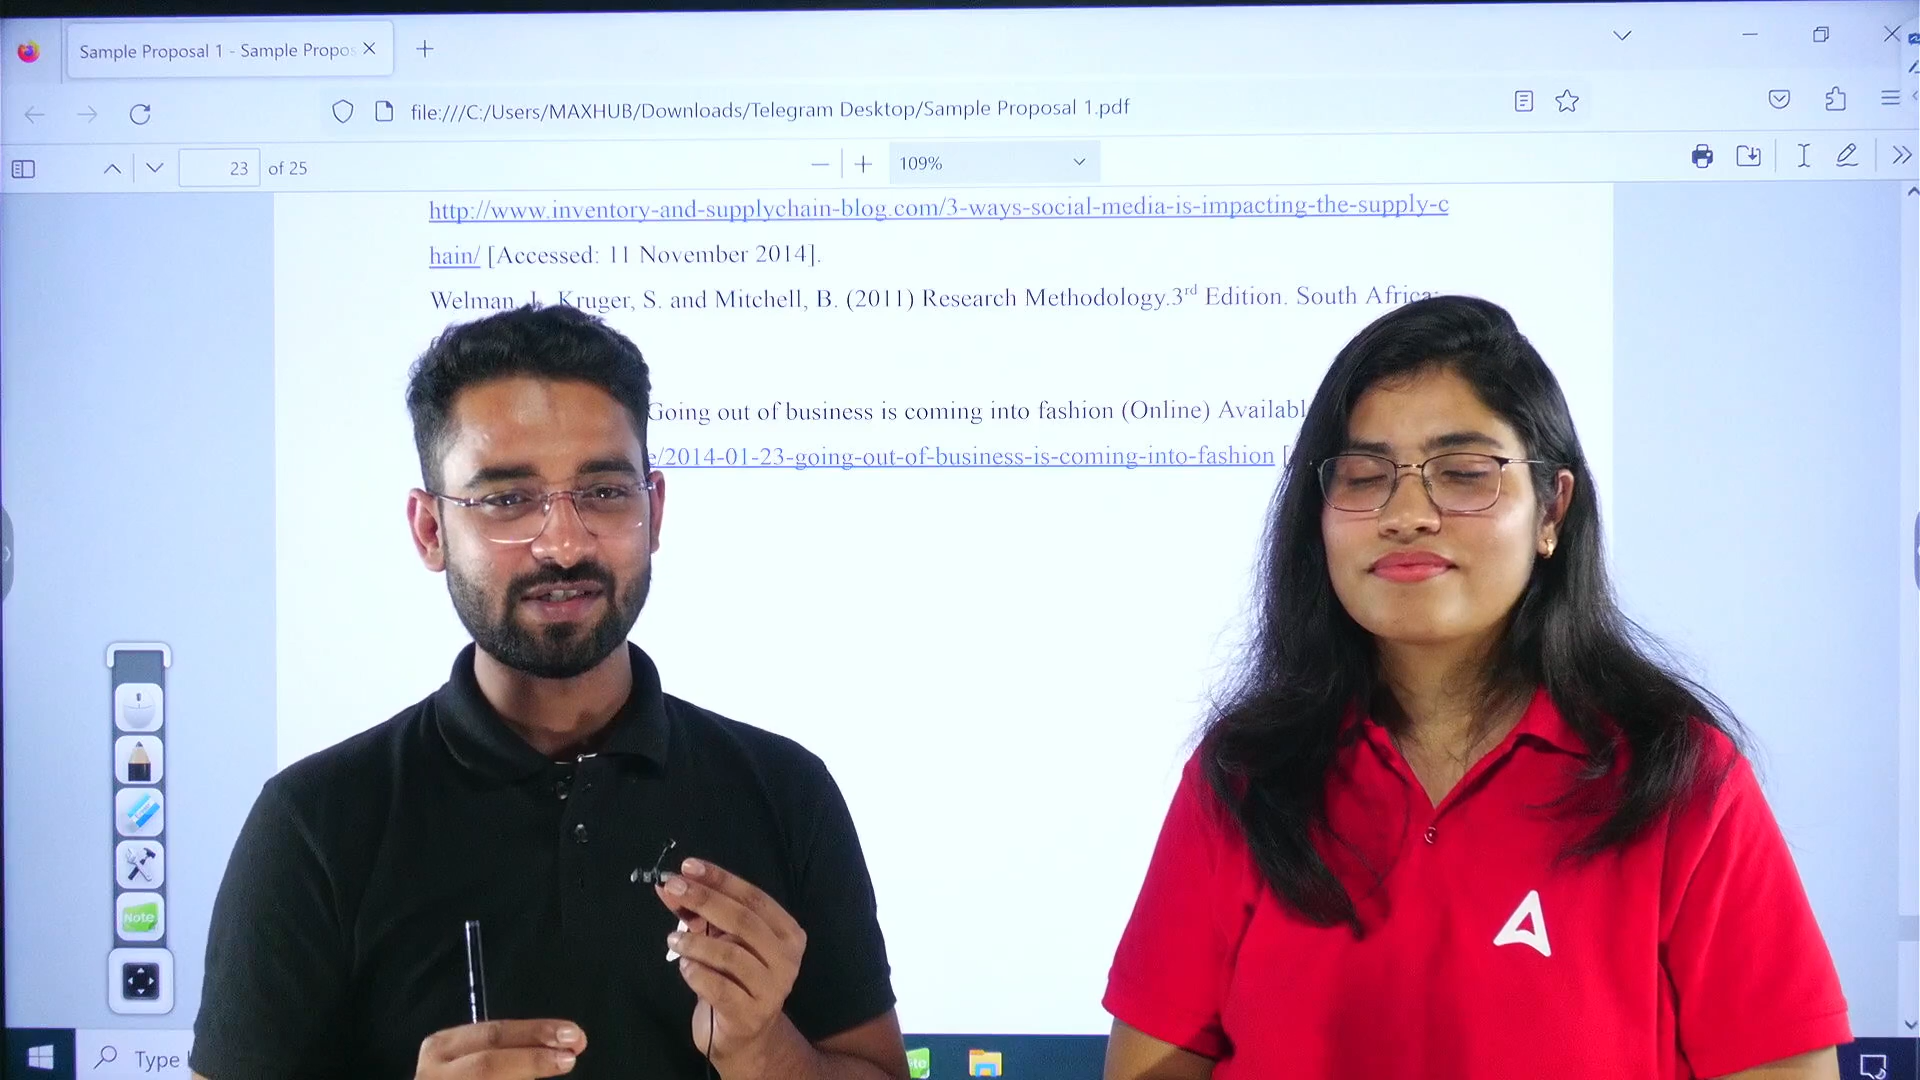 Sample Proposal 1 - Sample Propos
file:///C:/Users/MAXHUB/Downloads/Telegram Desktop/Sample Proposal 1.pdf
23 of 25
109%
http://www.inventory-and-supplychain-blog.com/3-ways-social-media-is-impacting-the-supply-c
hain/ [Accessed: 11 November 2014].
Welman, J., Kruger, S. and Mitchell, B. (2011) Research Methodology.3rd Edition. South Africa:
Going out of business is coming into fashion (Online)
e/2014-01-23-going-out-of-business-is-coming-into-fashion [
Note
Type